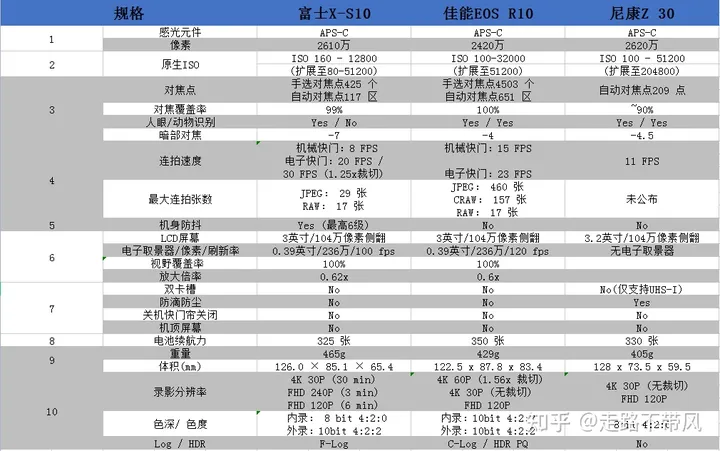 规格 富士X-S10 佳能EOS R10 尼康Z 30
1 感光元件 APS-C APS-C APS-C
像素 2610万 2420万 2620万
2 原生ISO ISO 160 - 12800 ISO 100-32000 ISO 100 - 51200
(扩展至80-51200) (扩展至51200) (扩展至204800)
3 对焦点 手选对焦点425 个 手选对焦点4503 个 自动对焦点209 点
自动对焦点117 区 自动对焦点651 区
对焦覆盖率 99% 100% ~90%
人眼/动物识别 Yes / No Yes / Yes Yes / Yes
暗部对焦 -7 -4 -4.5
4 连拍速度 机械快门：8 FPS 机械快门：15 FPS 11 FPS
电子快门：20 FPS / 电子快门：23 FPS
30 FPS (1.25x裁切)
最大连拍张数 JPEG： 29 张 JPEG： 460 张 未公布
RAW： 17 张 CRAW： 157 张
RAW： 17 张
5 机身防抖 Yes (最高6级) No No
6 LCD屏幕 3英寸/104万像素侧翻 3英寸/104万像素侧翻 3.2英寸/104万像素侧翻
电子取景器/像素/刷新率 0.39英寸/236万/100 fps 0.39英寸/236万/120 fps 无电子取景器
视野覆盖率 100% 100%
放大倍率 0.62x 0.6x
7 双卡槽 No No No(仅支持UHS-I)
防滴防尘 No No Yes
关机快门帘关闭 No No No
机顶屏幕 No No No
8 电池续航力 325 张 350 张 330 张
9 重量 465g 429g 405g
体积(mm) 126.0 × 85.1 × 65.4 122.5 x 87.8 x 83.4 128 x 73.5 x 59.5
10 录影分辨率 4K 30P (30 min) 4K 60P (1.56x 裁切) 4K 30P (无裁切)
FHD 240P (3 min) 4K 30P (无裁切) FHD 120P
FHD 120P (6 min) FHD 120P
色深/ 色度 内录： 8 bit 4:2:0 内录：10bit 4:2:2 8 bit 4:2:0
外录：10bit 4:2:2 外录：10bit 4:2:2
Log / HDR F-Log C-Log / HDR PQ No
知乎 @走路不带风